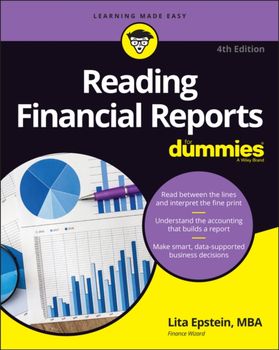 LEARNING MADE EASY
4th Edition
Reading
Financial Reports
for
dummies
A Wiley Brand
Read between the lines
and interpret the fine print
Understand the accounting
that builds a report
Make smart, data-supported
business decisions
Lita Epstein, MBA
Finance Wizard